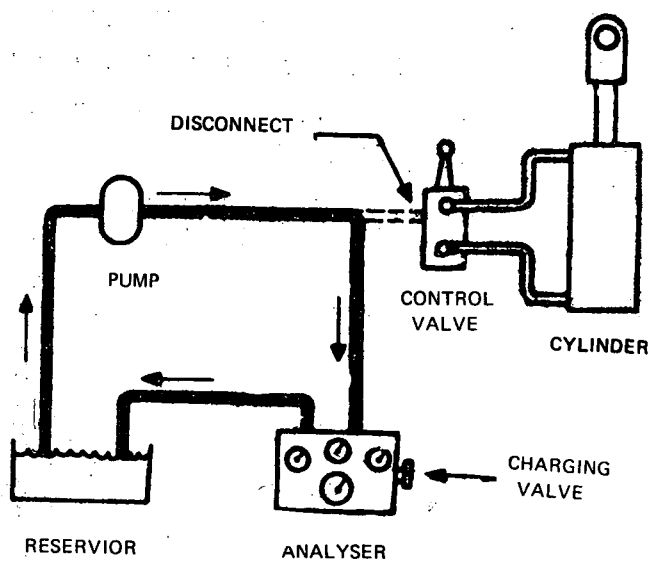 DISCONNECT
PUMP
CONTROL
VALVE
CYLINDER
CHARGING
VALVE
RESERVIOR
ANALYSER